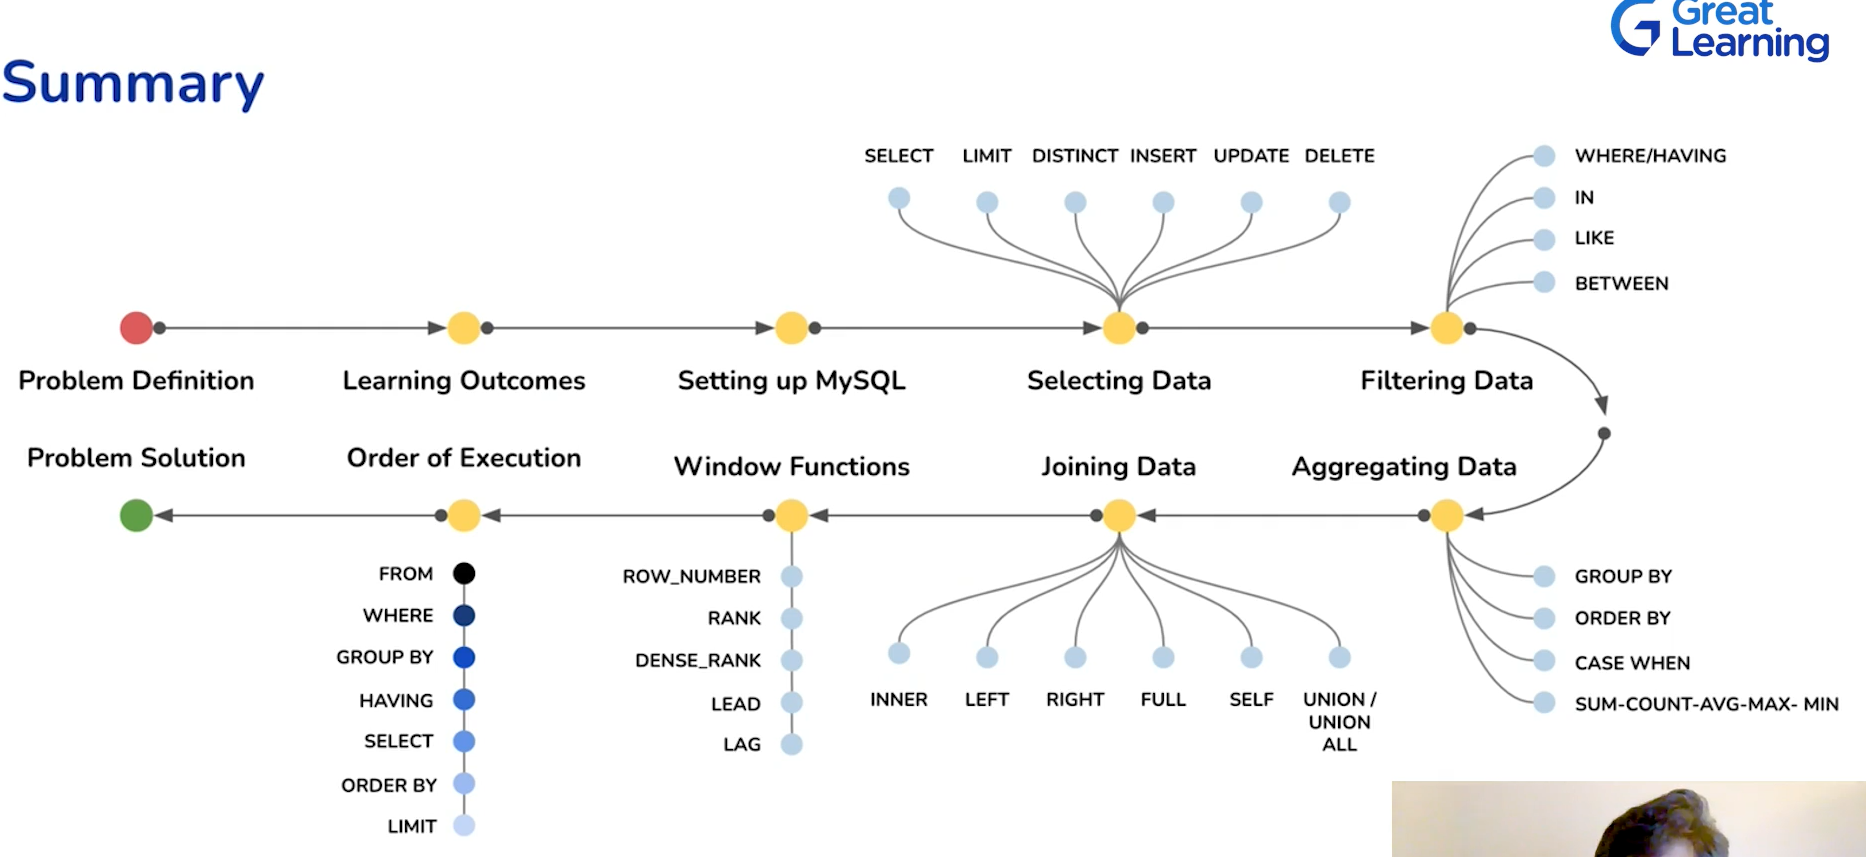 Great
Learning
Summary
SELECT LIMIT DISTINCT INSERT UPDATE DELETE
WHERE/HAVING
IN
LIKE
BETWEEN
Problem Definition
Learning Outcomes
Setting up MySQL
Selecting Data
Filtering Data
Problem Solution
Order of Execution
Window Functions
Joining Data
Aggregating Data
FROM
WHERE
GROUP BY
HAVING
SELECT
ORDER BY
LIMIT
ROW_NUMBER
RANK
DENSE_RANK
LEAD
LAG
INNER LEFT RIGHT FULL SELF UNION /
UNION
ALL
GROUP BY
ORDER BY
CASE WHEN
SUM-COUNT-AVG-MAX- MIN